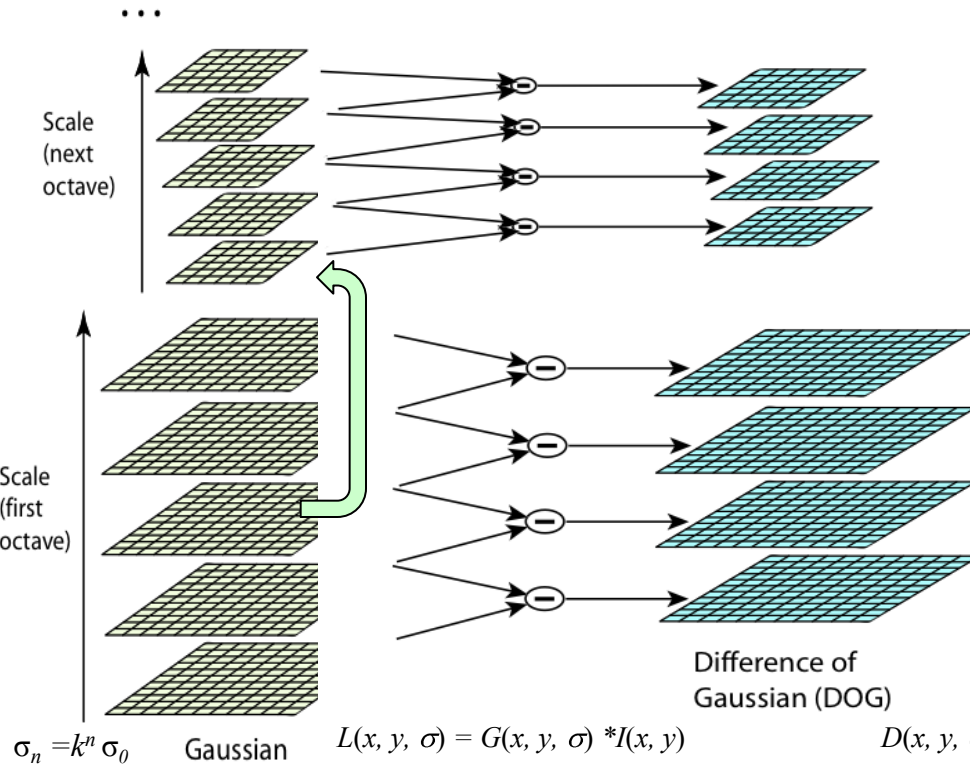 ...
Scale
(next
octave)
Scale
(first
octave)
Difference of
Gaussian (DOG)
σₙ =kⁿ σ₀
Gaussian
L(x, y, σ) = G(x, y, σ) *I(x, y)
D(x, y,